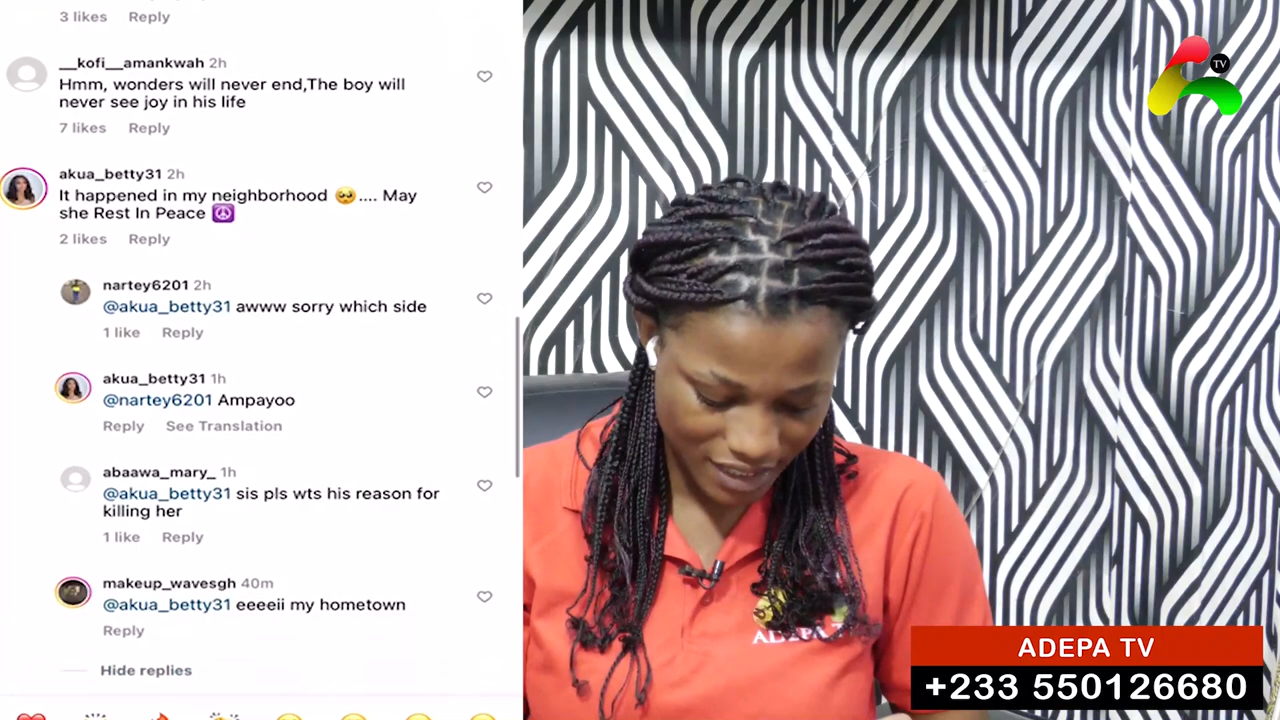 3 likes Reply
__kofi__amankwah 2h
Hmm, wonders will never end,The boy will
never see joy in his life
7 likes Reply
akua_betty31 2h
It happened in my neighborhood 🥺.... May
she Rest In Peace ☮️
2 likes Reply
nartey6201 2h
@akua_betty31 awww sorry which side
1 like Reply
akua_betty31 1h
@nartey6201 Ampayoo
Reply See Translation
abaawa_mary_ 1h
@akua_betty31 sis pls wts his reason for
killing her
1 like Reply
makeup_wavesgh 40m
@akua_betty31 eeeeii my hometown
Reply
Hide replies
TV
ADEPA TV
ADEPA TV
+233 550126680